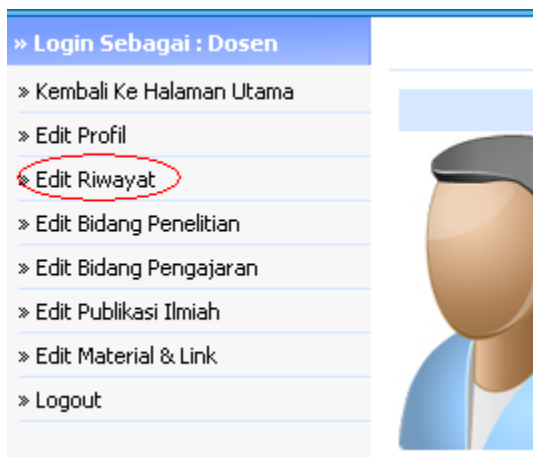 » Login Sebagai : Dosen
» Kembali Ke Halaman Utama
» Edit Profil
» Edit Riwayat
» Edit Bidang Penelitian
» Edit Bidang Pengajaran
» Edit Publikasi Ilmiah
» Edit Material & Link
» Logout